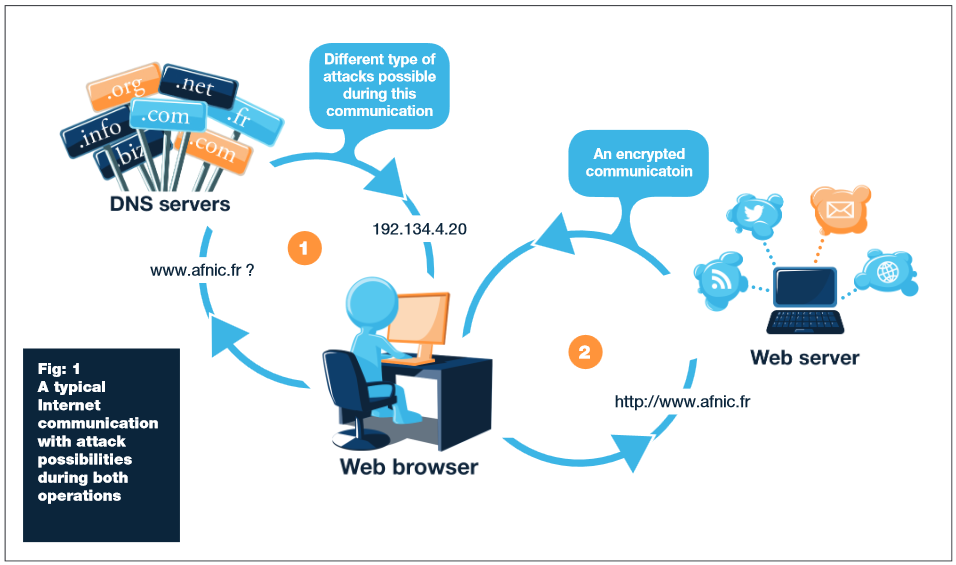 .org
.net
.info
.com
.fr
.biz
.com
DNS servers
Different type of
attacks possible
during this
communication
An encrypted
communicatoin
1
192.134.4.20
www.afnic.fr ?
2
Web server
http://www.afnic.fr
Web browser
Fig: 1
A typical
Internet
communication
with attack
possibilities
during both
operations